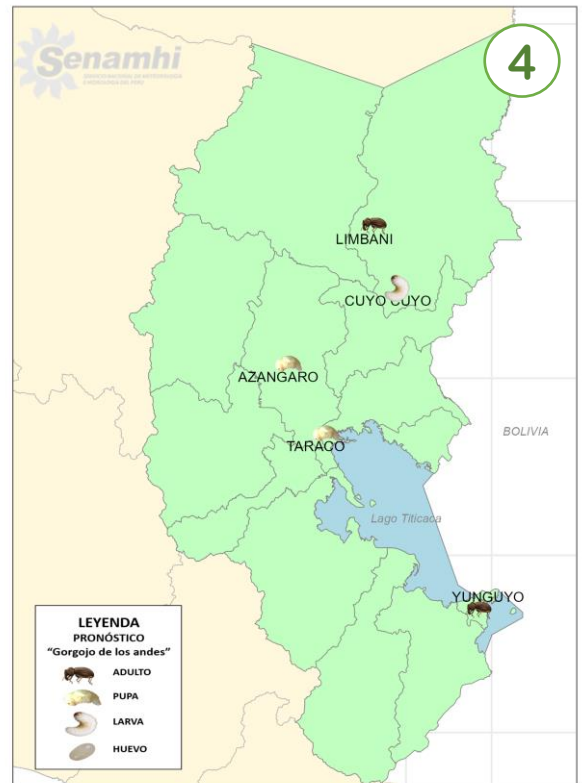 Senamhi
4
LIMBANI
CUYO CUYO
AZANGARO
TARACO
BOLIVIA
Lago Titicaca
YUNGUYO
LEYENDA
PRONÓSTICO
“Gorgojo de los andes”
ADULTO
PUPA
LARVA
HUEVO